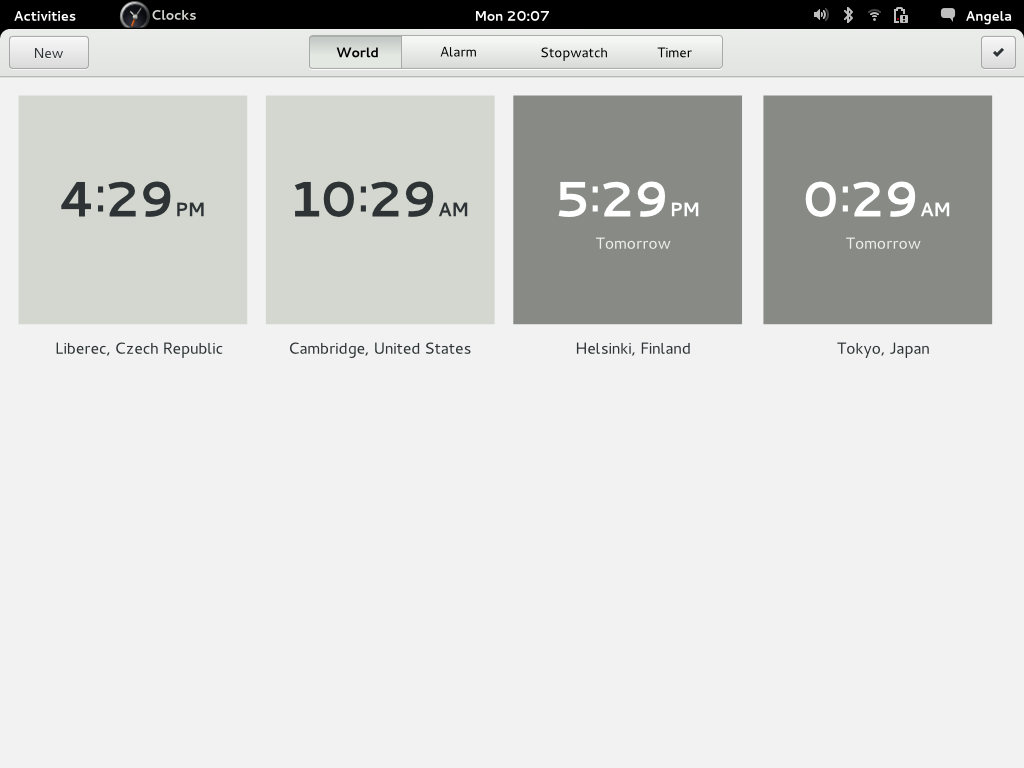 Activities Clocks Mon 20:07 Angela
New World Alarm Stopwatch Timer
4:29 PM
10:29 AM
5:29 PM
Tomorrow
0:29 AM
Tomorrow
Liberec, Czech Republic
Cambridge, United States
Helsinki, Finland
Tokyo, Japan